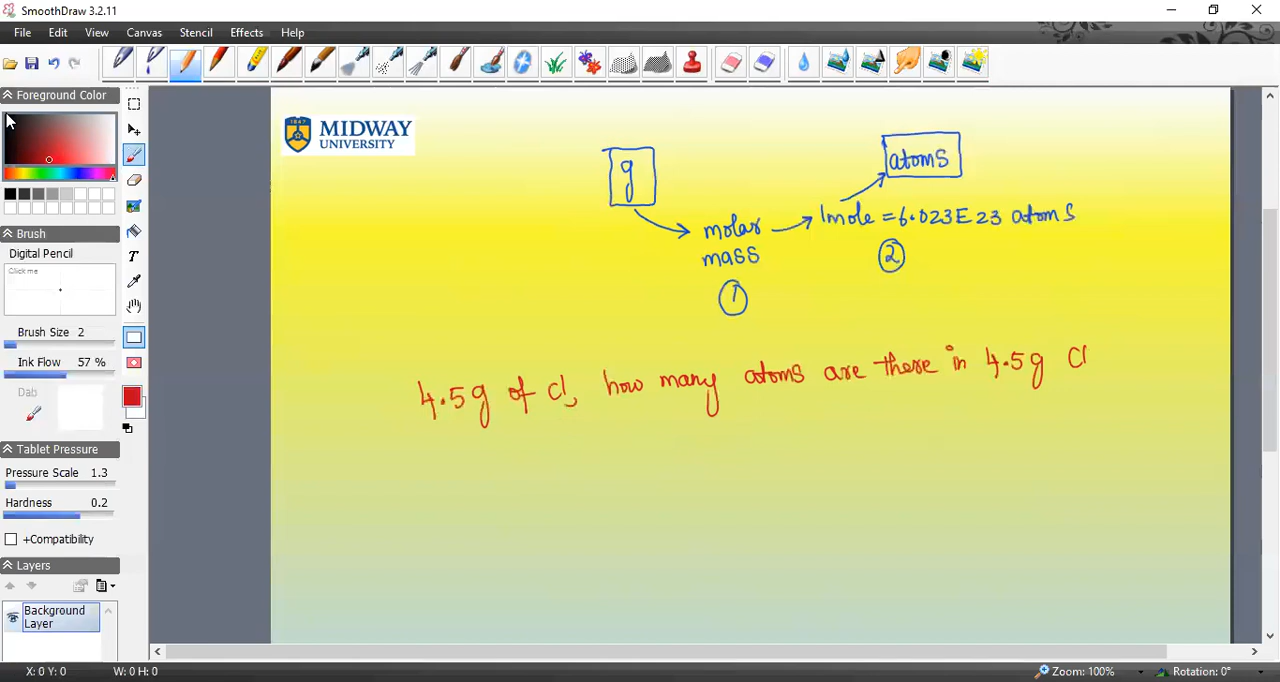 SmoothDraw 3.2.11
File Edit View Canvas Stencil Effects Help
Foreground Color
Brush
Digital Pencil
Click me
Brush Size 2
Ink Flow 57 %
Dab
Tablet Pressure
Pressure Scale 1.3
Hardness 0.2
+Compatibility
Layers
Background
Layer
1847
MIDWAY
UNIVERSITY
g
atoms
molar
mass
1mole = 6.023E23 atoms
1
2
4.5g of Cl, how many atoms are there in 4.5g Cl
X: 0 Y: 0 W: 0 H: 0 Zoom: 100% Rotation: 0°